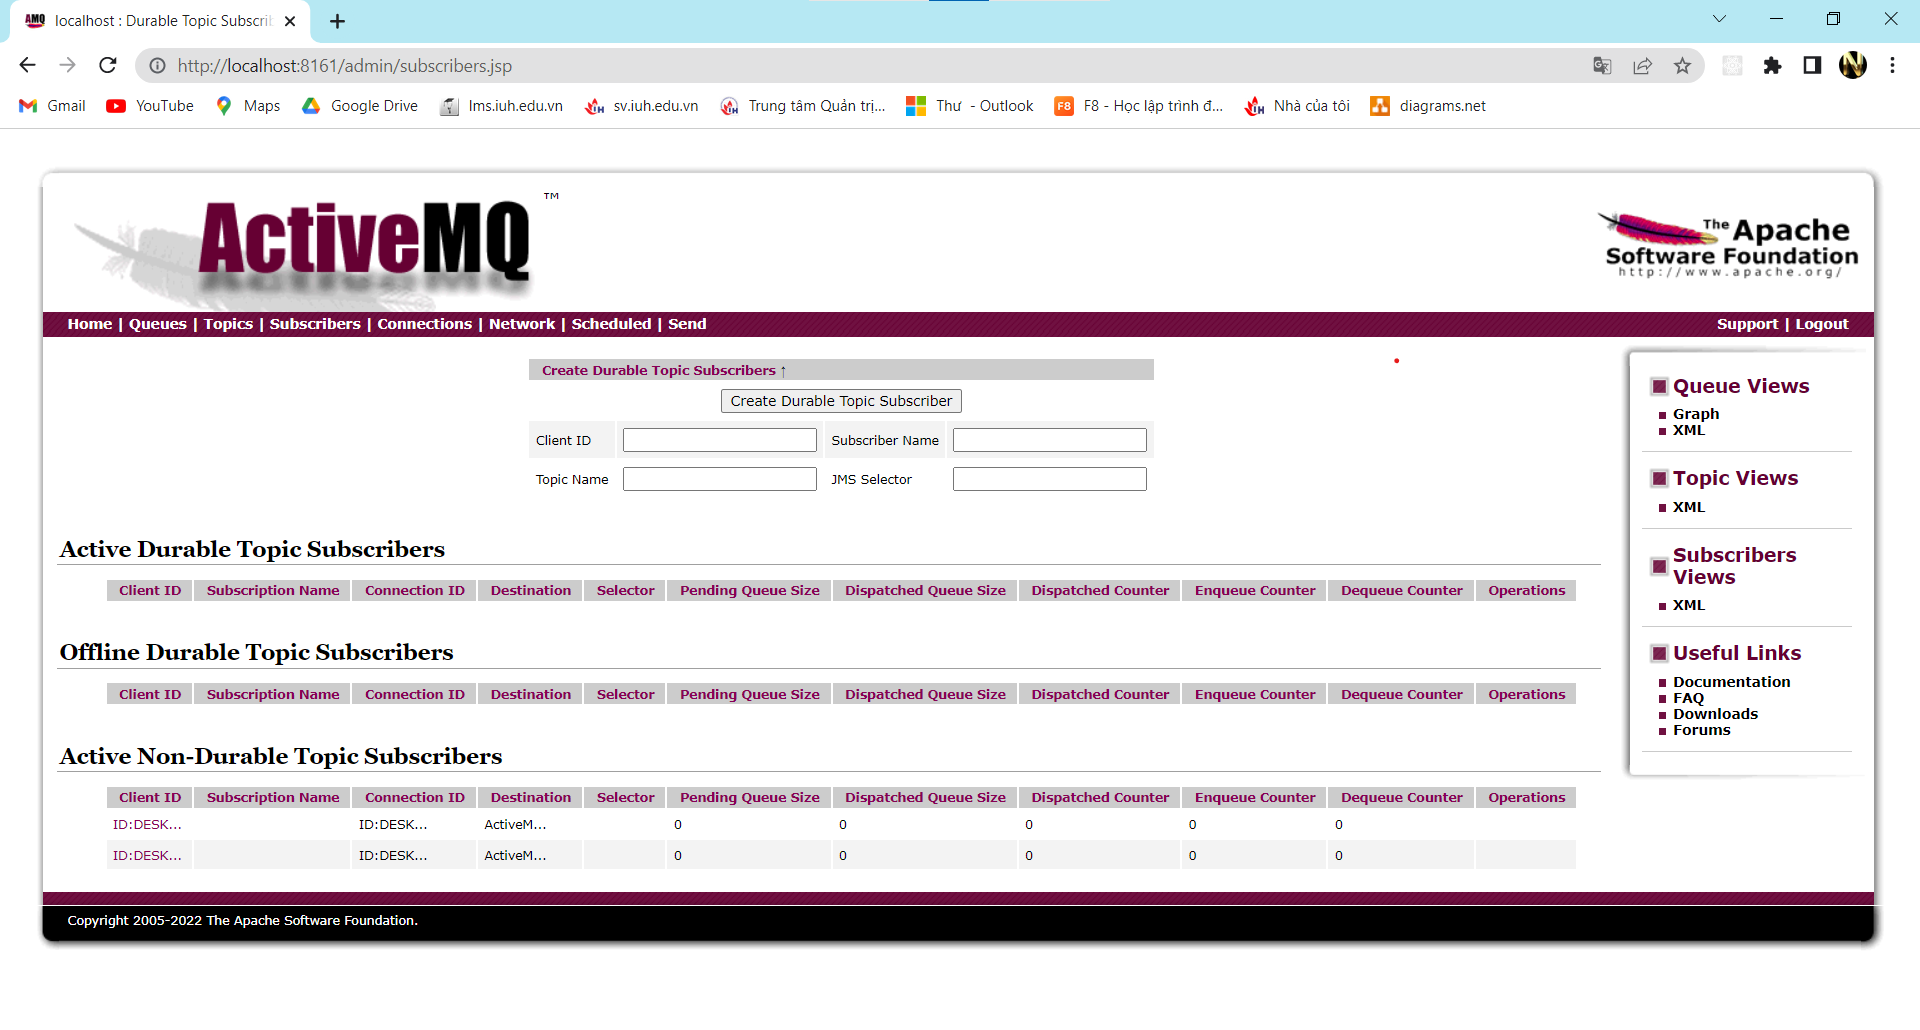 AMQ localhost : Durable Topic Subscrib
http://localhost:8161/admin/subscribers.jsp
Gmail YouTube Maps Google Drive lms.iuh.edu.vn sv.iuh.edu.vn Trung tâm Quản trị... Thư - Outlook F8 F8 - Học lập trình đ... Nhà của tôi diagrams.net
ActiveMQ ™
The Apache
Software Foundation
http://www.apache.org/
Home | Queues | Topics | Subscribers | Connections | Network | Scheduled | Send
Support | Logout
Create Durable Topic Subscribers ↑
Create Durable Topic Subscriber
Client ID Subscriber Name
Topic Name JMS Selector
Active Durable Topic Subscribers
Client ID Subscription Name Connection ID Destination Selector Pending Queue Size Dispatched Queue Size Dispatched Counter Enqueue Counter Dequeue Counter Operations
Offline Durable Topic Subscribers
Client ID Subscription Name Connection ID Destination Selector Pending Queue Size Dispatched Queue Size Dispatched Counter Enqueue Counter Dequeue Counter Operations
Active Non-Durable Topic Subscribers
Client ID Subscription Name Connection ID Destination Selector Pending Queue Size Dispatched Queue Size Dispatched Counter Enqueue Counter Dequeue Counter Operations
ID:DESK... ID:DESK... ActiveM... 0 0 0 0 0
ID:DESK... ID:DESK... ActiveM... 0 0 0 0 0
Queue Views
Graph
XML
Topic Views
XML
Subscribers
Views
XML
Useful Links
Documentation
FAQ
Downloads
Forums
Copyright 2005-2022 The Apache Software Foundation.